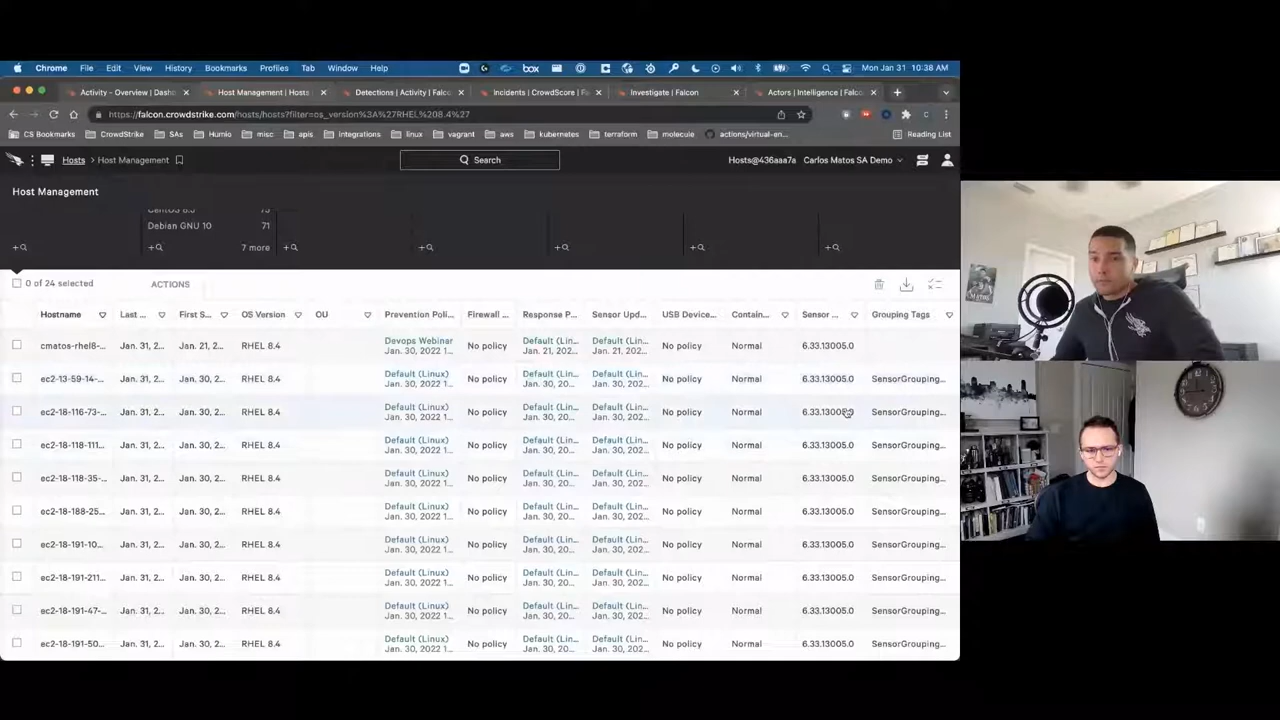 Chrome File Edit View History Bookmarks Profiles Tab Window Help box Mon Jan 31 10:38 AM
Activity - Overview | Dashb Host Management | Hosts Detections | Activity | Falco Incidents | CrowdScore | Fa Investigate | Falcon Actors | Intelligence | Falcon
https://falcon.crowdstrike.com/hosts/hosts?filter=os_version%3A%27RHEL%208.4%27
CS Bookmarks CrowdStrike SAs Humio misc apis integrations linux vagrant aws kubernetes terraform molecule actions/virtual-en... Reading List
Hosts > Host Management Search Hosts@436aaa7a Carlos Matos SA Demo
Host Management
Debian GNU 10 71
7 more
0 of 24 selected ACTIONS
Hostname Last ... First S... OS Version OU Prevention Poli... Firewall ... Response P... Sensor Upd... USB Device... Contain... Sensor ... Grouping Tags
cmatos-rhel8-... Jan. 31, 2... Jan. 21, 2... RHEL 8.4 Devops Webinar Jan. 30, 2022 1... No policy Default (Lin... Jan. 21, 202... Default (Lin... Jan. 21, 202... No policy Normal 6.33.13005.0
ec2-13-59-14-... Jan. 31, 2... Jan. 30, 2... RHEL 8.4 Default (Linux) Jan. 30, 2022 1... No policy Default (Lin... Jan. 30, 20... Default (Lin... Jan. 30, 202... No policy Normal 6.33.13005.0 SensorGrouping...
ec2-18-116-73-... Jan. 31, 2... Jan. 30, 2... RHEL 8.4 Default (Linux) Jan. 30, 2022 1... No policy Default (Lin... Jan. 30, 20... Default (Lin... Jan. 30, 202... No policy Normal 6.33.13005.0 SensorGrouping...
ec2-18-118-111... Jan. 31, 2... Jan. 30, 2... RHEL 8.4 Default (Linux) Jan. 30, 2022 1... No policy Default (Lin... Jan. 30, 20... Default (Lin... Jan. 30, 202... No policy Normal 6.33.13005.0 SensorGrouping...
ec2-18-118-35-... Jan. 31, 2... Jan. 30, 2... RHEL 8.4 Default (Linux) Jan. 30, 2022 1... No policy Default (Lin... Jan. 30, 20... Default (Lin... Jan. 30, 202... No policy Normal 6.33.13005.0 SensorGrouping...
ec2-18-188-25... Jan. 31, 2... Jan. 30, 2... RHEL 8.4 Default (Linux) Jan. 30, 2022 1... No policy Default (Lin... Jan. 30, 20... Default (Lin... Jan. 30, 202... No policy Normal 6.33.13005.0 SensorGrouping...
ec2-18-191-10... Jan. 31, 2... Jan. 30, 2... RHEL 8.4 Default (Linux) Jan. 30, 2022 1... No policy Default (Lin... Jan. 30, 20... Default (Lin... Jan. 30, 202... No policy Normal 6.33.13005.0 SensorGrouping...
ec2-18-191-211... Jan. 31, 2... Jan. 30, 2... RHEL 8.4 Default (Linux) Jan. 30, 2022 1... No policy Default (Lin... Jan. 30, 20... Default (Lin... Jan. 30, 202... No policy Normal 6.33.13005.0 SensorGrouping...
ec2-18-191-47-... Jan. 31, 2... Jan. 30, 2... RHEL 8.4 Default (Linux) Jan. 30, 2022 1... No policy Default (Lin... Jan. 30, 20... Default (Lin... Jan. 30, 202... No policy Normal 6.33.13005.0 SensorGrouping...
ec2-18-191-50... Jan. 31, 2... Jan. 30, 2... RHEL 8.4 Default (Linux) Jan. 30, 2022 1... No policy Default (Lin... Jan. 30, 20... Default (Lin... Jan. 30, 202... No policy Normal 6.33.13005.0 SensorGrouping...